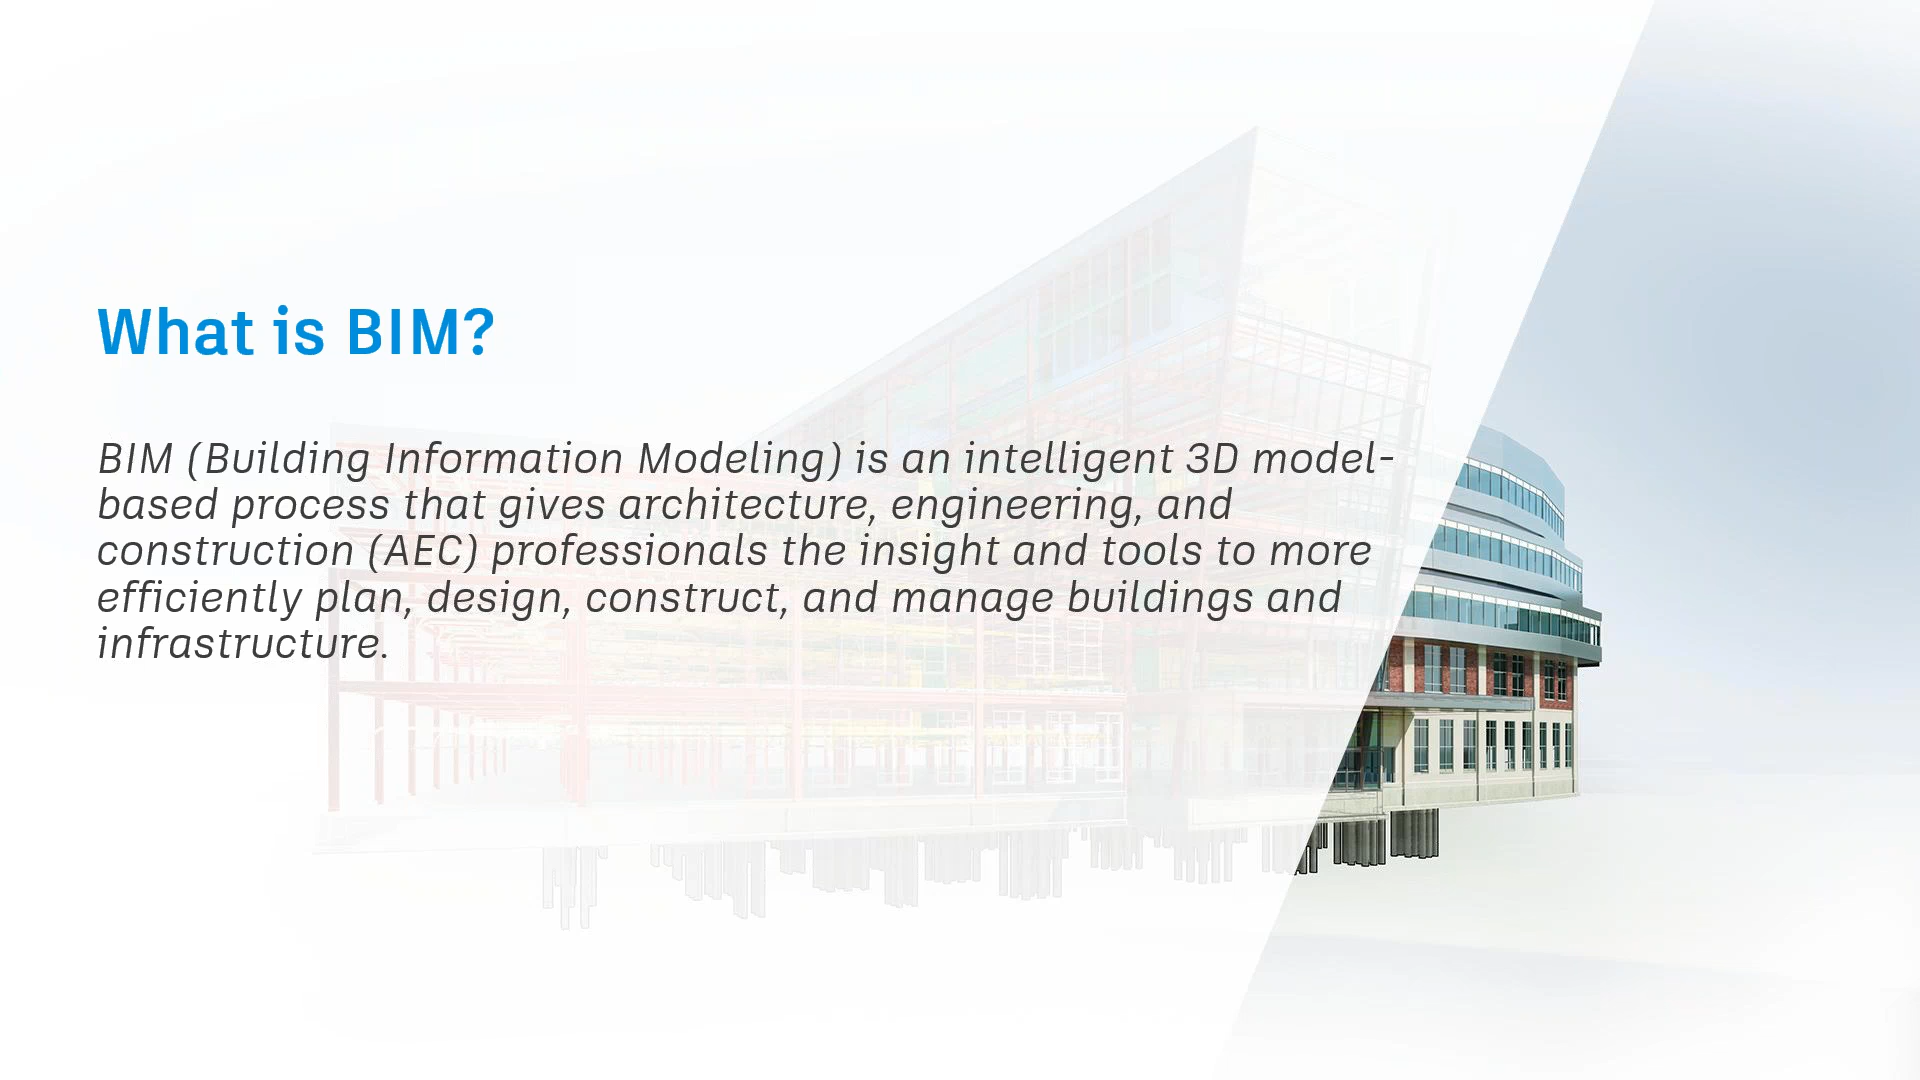 What is BIM?
BIM (Building Information Modeling) is an intelligent 3D model-
based process that gives architecture, engineering, and
construction (AEC) professionals the insight and tools to more
efficiently plan, design, construct, and manage buildings and
infrastructure.